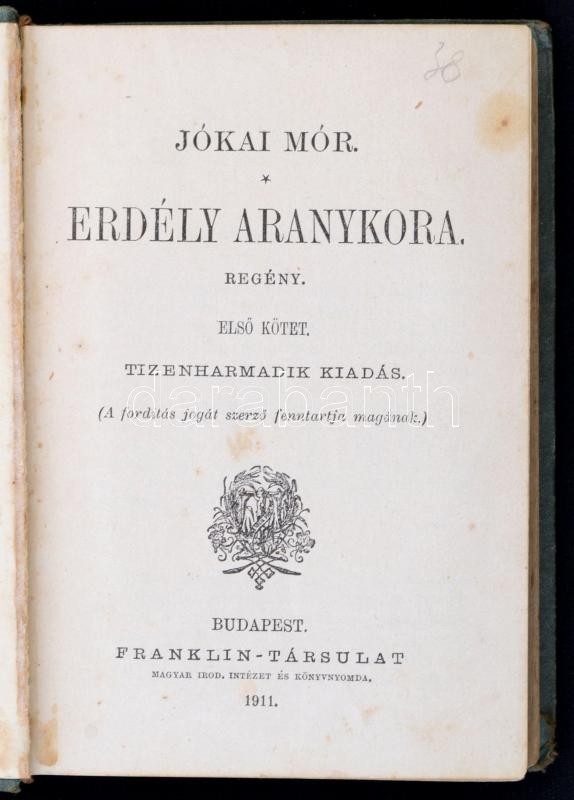 38
JÓKAI MÓR.
*
ERDÉLY ARANYKORA.
REGÉNY.
ELSŐ KÖTET.
TIZENHARMADIK KIADÁS.
darabanth
(A fordítás jogát szerző fenntartja magának.)
BUDAPEST.
FRANKLIN-TÁRSULAT
MAGYAR IROD. INTÉZET ÉS KÖNYVNYOMDA.
1911.